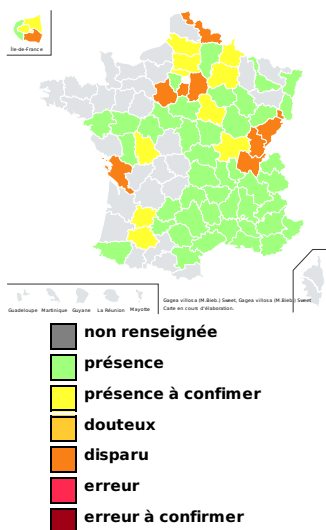 Île-de-France
Guadeloupe Martinique Guyane La Réunion Mayotte
Gagea villosa (M.Bieb.) Sweet, Gagea villosa (M.Bieb.) Sweet
Carte en cours d'élaboration.
non renseignée
présence
présence à confimer
douteux
disparu
erreur
erreur à confirmer